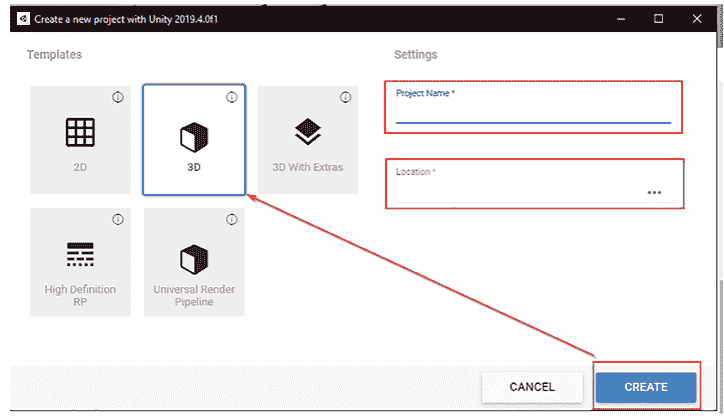 Create a new project with Unity 2019.4.0f1
Templates
Settings
2D
3D
3D With Extras
High Definition
RP
Universal Render
Pipeline
Project Name *
Location *
CANCEL
CREATE